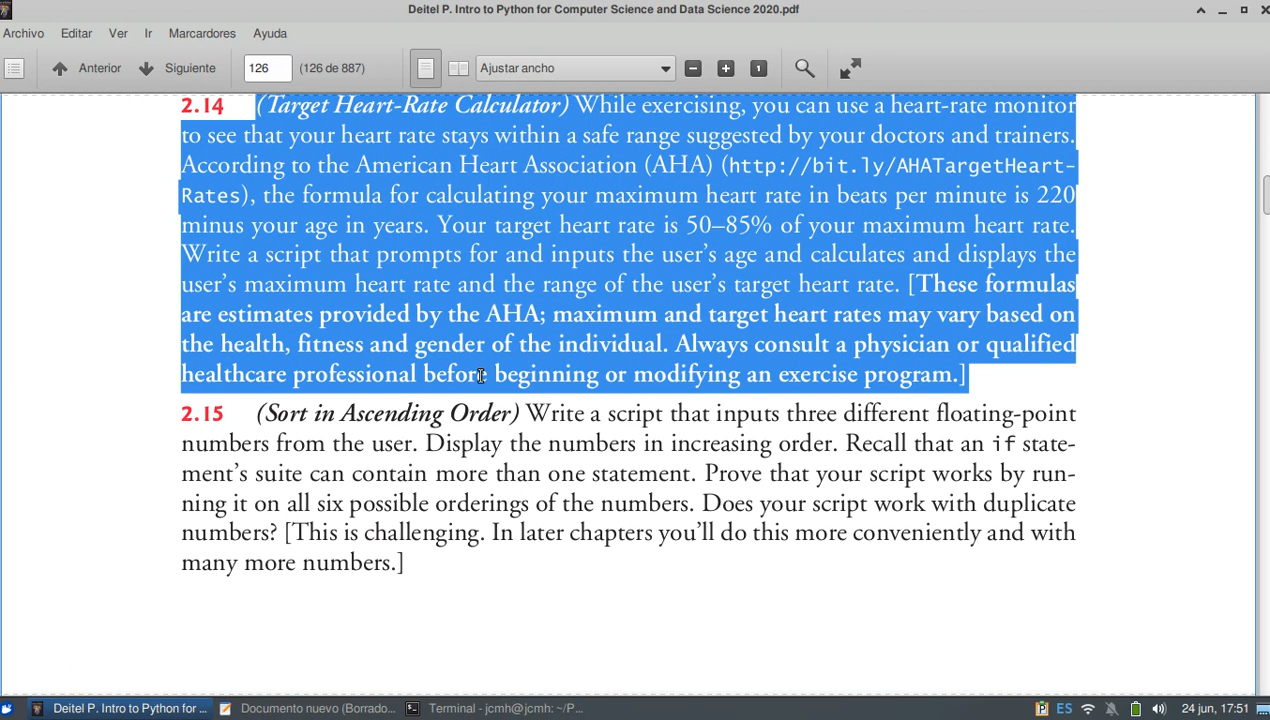 Deitel P. Intro to Python for Computer Science and Data Science 2020.pdf
Archivo Editar Ver Ir Marcadores Ayuda
Anterior Siguiente 126 (126 de 887) Ajustar ancho
2.14 (Target Heart-Rate Calculator) While exercising, you can use a heart-rate monitor
to see that your heart rate stays within a safe range suggested by your doctors and trainers.
According to the American Heart Association (AHA) (http://bit.ly/AHATargetHeart-
Rates), the formula for calculating your maximum heart rate in beats per minute is 220
minus your age in years. Your target heart rate is 50–85% of your maximum heart rate.
Write a script that prompts for and inputs the user’s age and calculates and displays the
user’s maximum heart rate and the range of the user’s target heart rate. [These formulas
are estimates provided by the AHA; maximum and target heart rates may vary based on
the health, fitness and gender of the individual. Always consult a physician or qualified
healthcare professional before beginning or modifying an exercise program.]
2.15 (Sort in Ascending Order) Write a script that inputs three different floating-point
numbers from the user. Display the numbers in increasing order. Recall that an if state-
ment’s suite can contain more than one statement. Prove that your script works by run-
ning it on all six possible orderings of the numbers. Does your script work with duplicate
numbers? [This is challenging. In later chapters you’ll do this more conveniently and with
many more numbers.]
Deitel P. Intro to Python for ... Documento nuevo (Borrado... Terminal - jcmh@jcmh: ~/P... ES 24 jun, 17:51